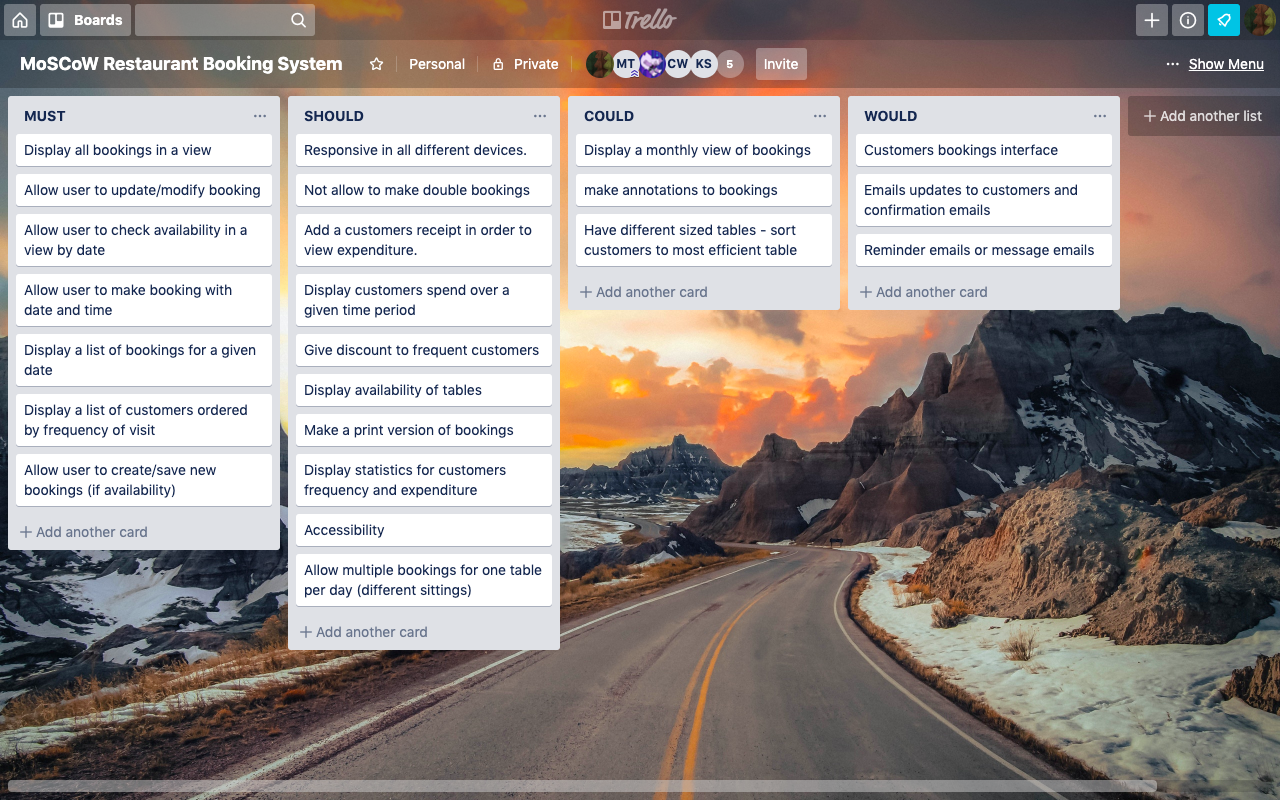 Boards
Trello
MoSCoW Restaurant Booking System
Personal
Private
MT
CW
KS
5
Invite
Show Menu
MUST
Display all bookings in a view
Allow user to update/modify booking
Allow user to check availability in a
view by date
Allow user to make booking with
date and time
Display a list of bookings for a given
date
Display a list of customers ordered
by frequency of visit
Allow user to create/save new
bookings (if availability)
Add another card
SHOULD
Responsive in all different devices.
Not allow to make double bookings
Add a customers receipt in order to
view expenditure.
Display customers spend over a
given time period
Give discount to frequent customers
Display availability of tables
Make a print version of bookings
Display statistics for customers
frequency and expenditure
Accessibility
Allow multiple bookings for one table
per day (different sittings)
Add another card
COULD
Display a monthly view of bookings
make annotations to bookings
Have different sized tables - sort
customers to most efficient table
Add another card
WOULD
Customers bookings interface
Emails updates to customers and
confirmation emails
Reminder emails or message emails
Add another card
Add another list